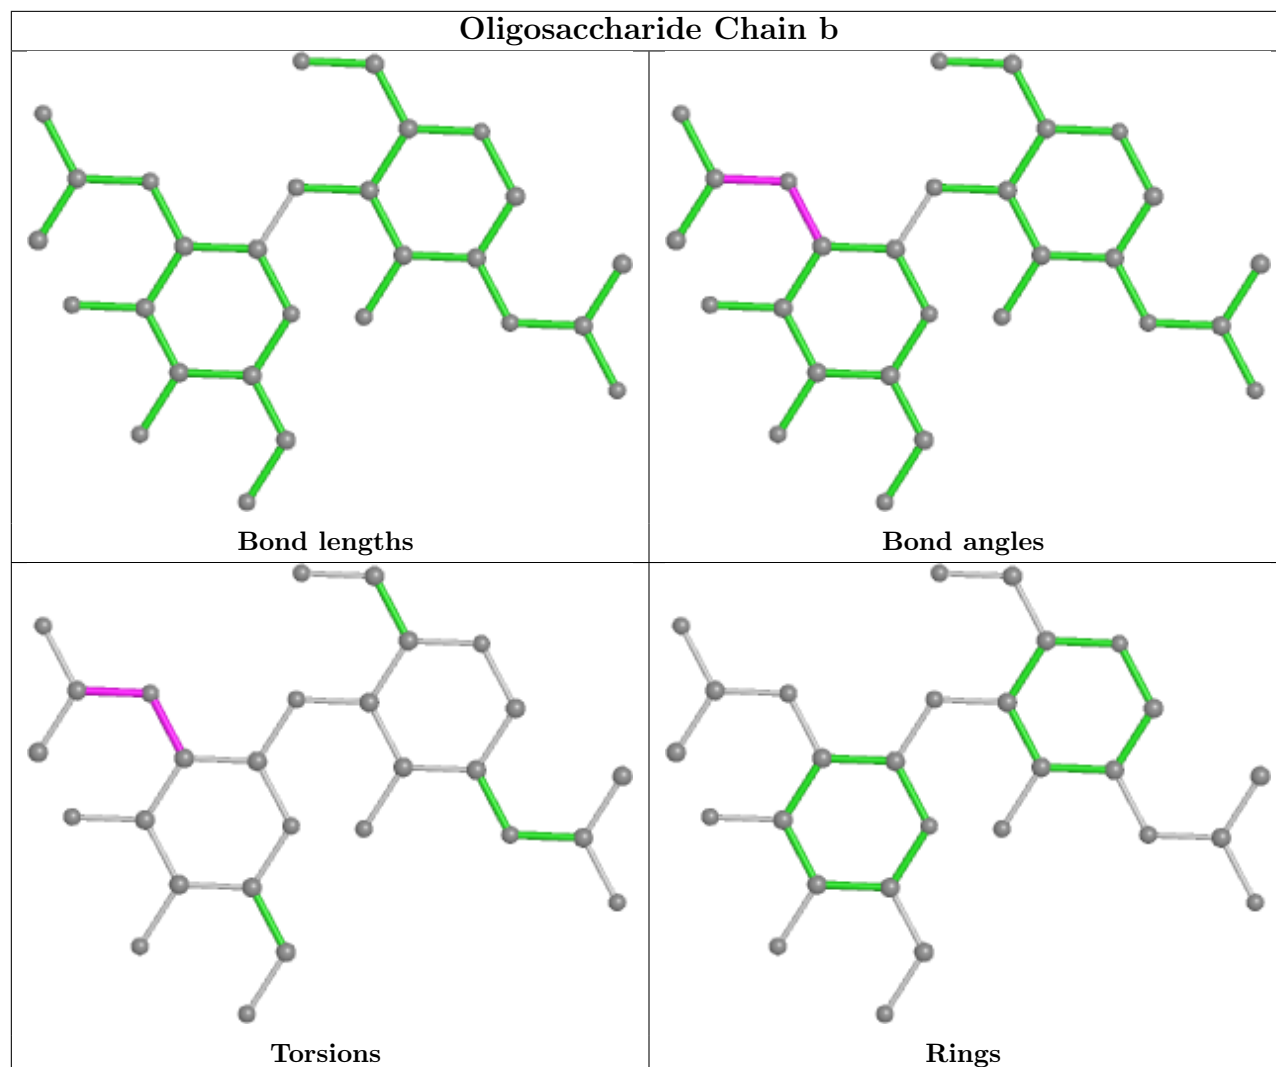 Oligosaccharide Chain b
Bond lengths
Bond angles
Torsions
Rings